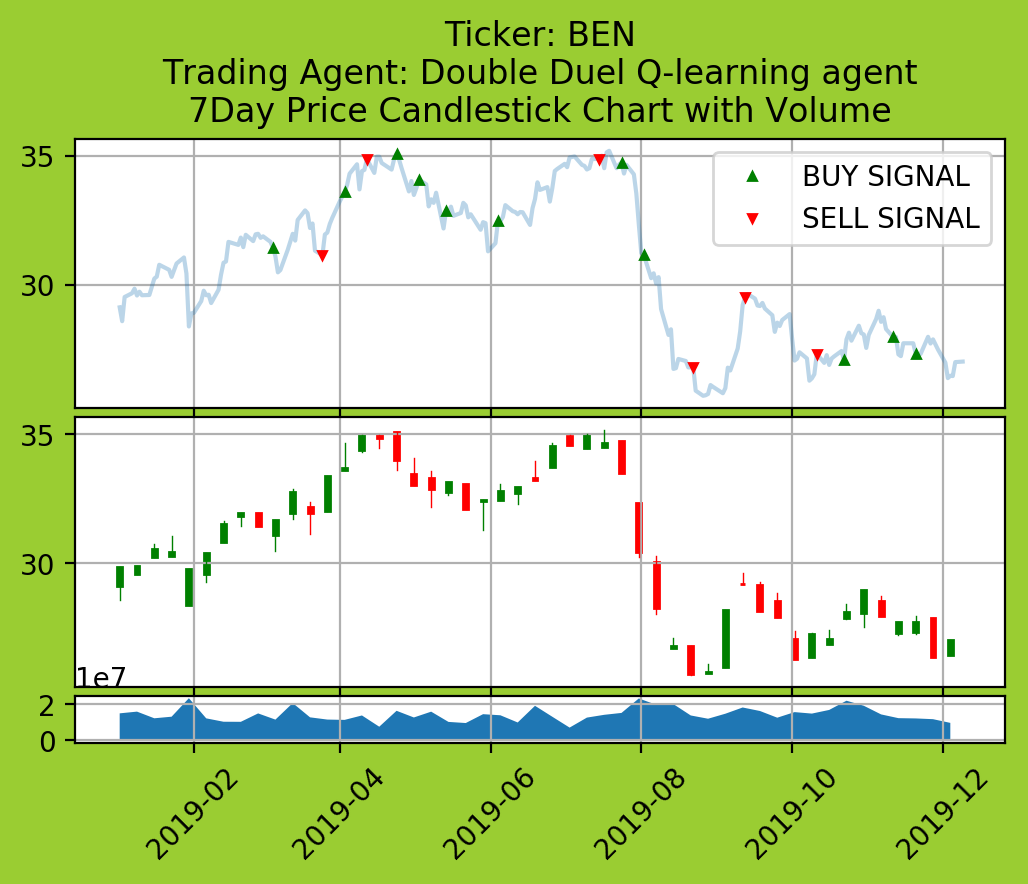 Ticker: BEN
Trading Agent: Double Duel Q-learning agent
7Day Price Candlestick Chart with Volume
35
30
BUY SIGNAL
SELL SIGNAL
35
30
1e7
2
0
2019-02
2019-04
2019-06
2019-08
2019-10
2019-12